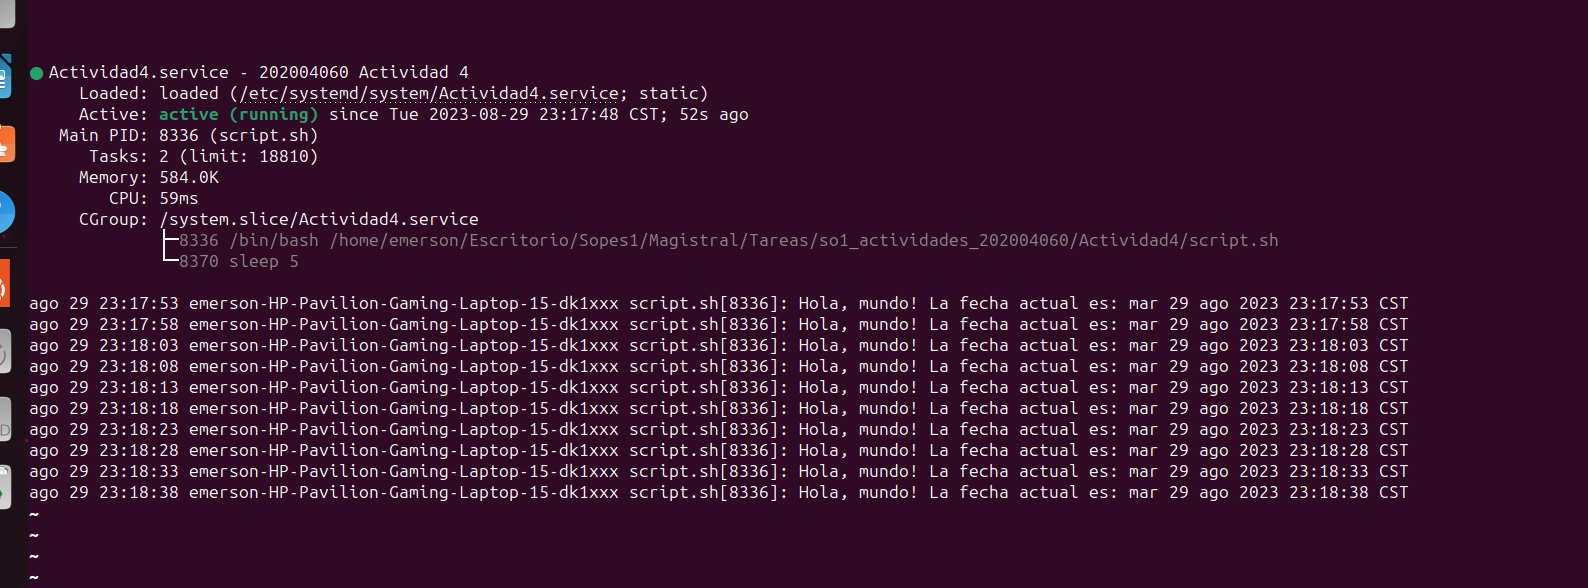 ● Actividad4.service - 202004060 Actividad 4
Loaded: loaded (/etc/systemd/system/Actividad4.service; static)
Active: active (running) since Tue 2023-08-29 23:17:48 CST; 52s ago
Main PID: 8336 (script.sh)
Tasks: 2 (limit: 18810)
Memory: 584.0K
CPU: 59ms
CGroup: /system.slice/Actividad4.service
├─8336 /bin/bash /home/emerson/Escritorio/Sopes1/Magistral/Tareas/so1_actividades_202004060/Actividad4/script.sh
└─8370 sleep 5
ago 29 23:17:53 emerson-HP-Pavilion-Gaming-Laptop-15-dk1xxx script.sh[8336]: Hola, mundo! La fecha actual es: mar 29 ago 2023 23:17:53 CST
ago 29 23:17:58 emerson-HP-Pavilion-Gaming-Laptop-15-dk1xxx script.sh[8336]: Hola, mundo! La fecha actual es: mar 29 ago 2023 23:17:58 CST
ago 29 23:18:03 emerson-HP-Pavilion-Gaming-Laptop-15-dk1xxx script.sh[8336]: Hola, mundo! La fecha actual es: mar 29 ago 2023 23:18:03 CST
ago 29 23:18:08 emerson-HP-Pavilion-Gaming-Laptop-15-dk1xxx script.sh[8336]: Hola, mundo! La fecha actual es: mar 29 ago 2023 23:18:08 CST
ago 29 23:18:13 emerson-HP-Pavilion-Gaming-Laptop-15-dk1xxx script.sh[8336]: Hola, mundo! La fecha actual es: mar 29 ago 2023 23:18:13 CST
ago 29 23:18:18 emerson-HP-Pavilion-Gaming-Laptop-15-dk1xxx script.sh[8336]: Hola, mundo! La fecha actual es: mar 29 ago 2023 23:18:18 CST
ago 29 23:18:23 emerson-HP-Pavilion-Gaming-Laptop-15-dk1xxx script.sh[8336]: Hola, mundo! La fecha actual es: mar 29 ago 2023 23:18:23 CST
ago 29 23:18:28 emerson-HP-Pavilion-Gaming-Laptop-15-dk1xxx script.sh[8336]: Hola, mundo! La fecha actual es: mar 29 ago 2023 23:18:28 CST
ago 29 23:18:33 emerson-HP-Pavilion-Gaming-Laptop-15-dk1xxx script.sh[8336]: Hola, mundo! La fecha actual es: mar 29 ago 2023 23:18:33 CST
ago 29 23:18:38 emerson-HP-Pavilion-Gaming-Laptop-15-dk1xxx script.sh[8336]: Hola, mundo! La fecha actual es: mar 29 ago 2023 23:18:38 CST
~
~
~
~